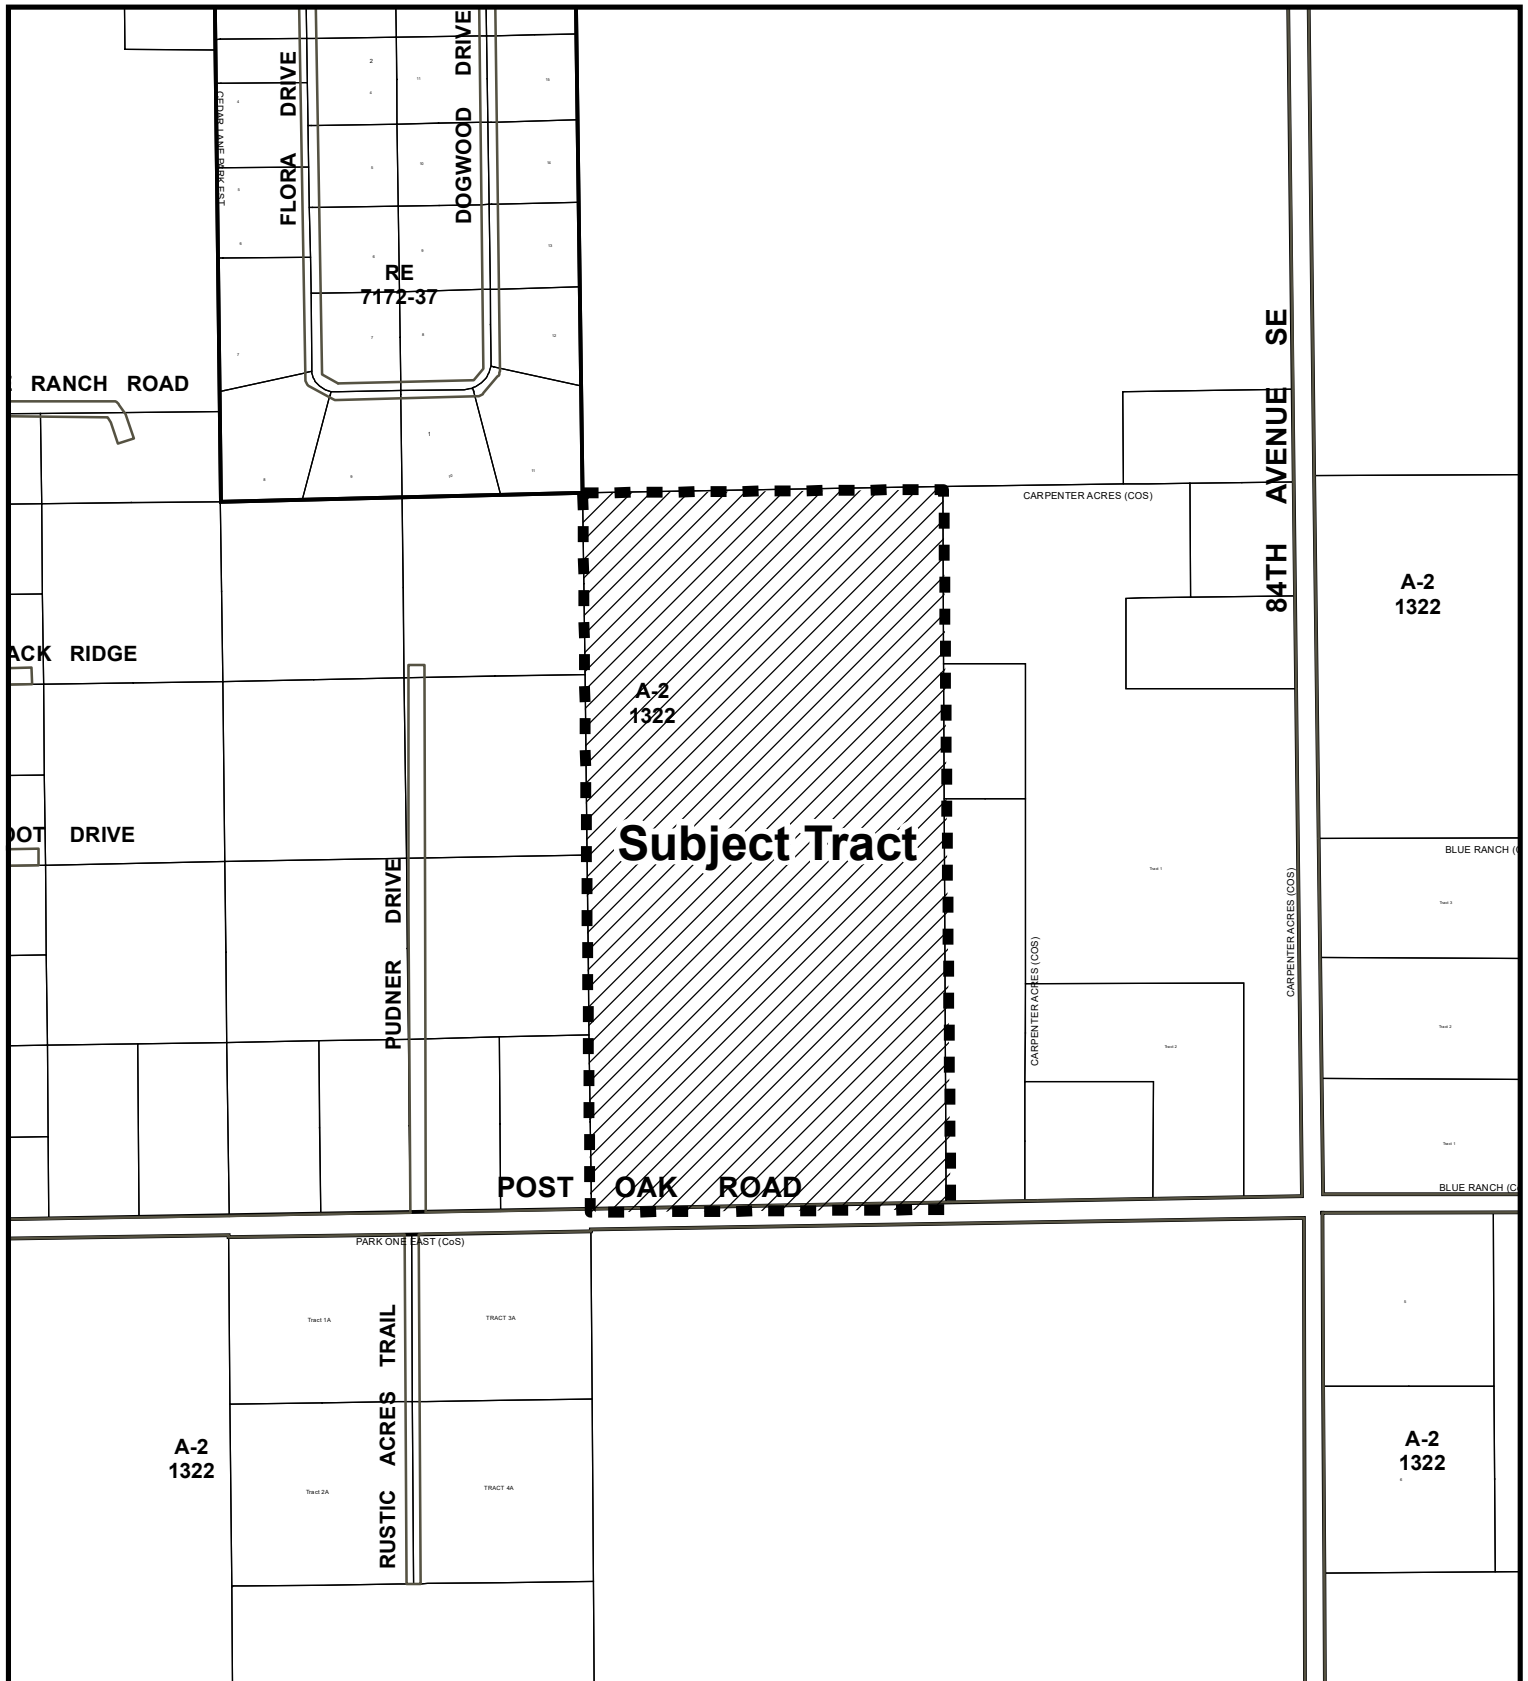 FLORA DRIVE
DOGWOOD DRIVE
CEDAR LANE PARK EST
2
RE
7172-37
RANCH ROAD
1
84TH AVENUE SE
CARPENTER ACRES (COS)
A-2
1322
ACK RIDGE
A-2
1322
OOT DRIVE
Subject Tract
PUDNER DRIVE
BLUE RANCH (
Tract 1
Tract 3
CARPENTER ACRES (COS)
CARPENTER ACRES (COS)
Tract 2
Tract 2
Tract 1
POST OAK ROAD
BLUE RANCH (C
PARK ONE EAST (CoS)
RUSTIC ACRES TRAIL
Tract 1A
TRACT 3A
A-2
1322
A-2
1322
Tract 2A
TRACT 4A